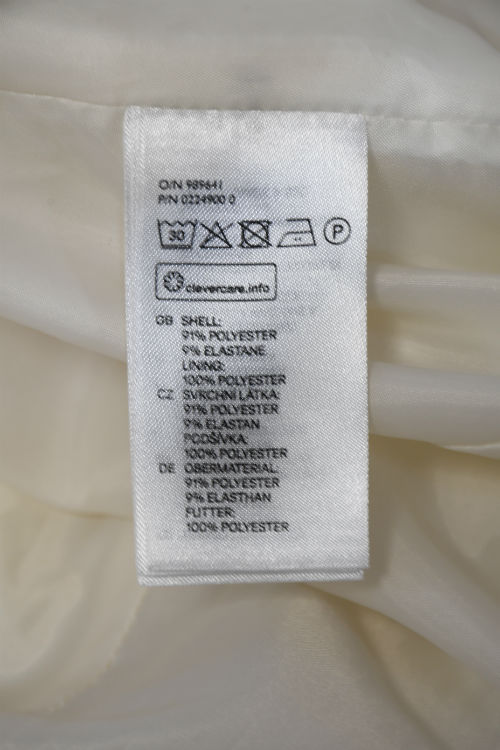 O/N 989641
P/N 0224900 0
30 P
clevercare.info
GB SHELL:
91% POLYESTER
9% ELASTANE
LINING:
100% POLYESTER
CZ SVRCHNÍ LÁTKA:
91% POLYESTER
9% ELASTAN
PODŠÍVKA:
100% POLYESTER
DE OBERMATERIAL:
91% POLYESTER
9% ELASTHAN
FUTTER:
100% POLYESTER